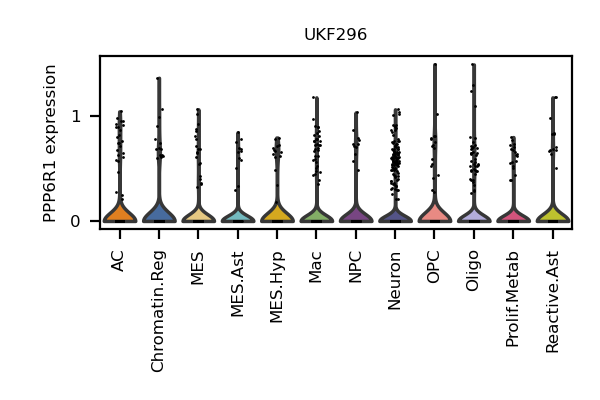 UKF296
PPP6R1 expression
1
0
AC
Chromatin.Reg
MES
MES.Ast
MES.Hyp
Mac
NPC
Neuron
OPC
Oligo
Prolif.Metab
Reactive.Ast